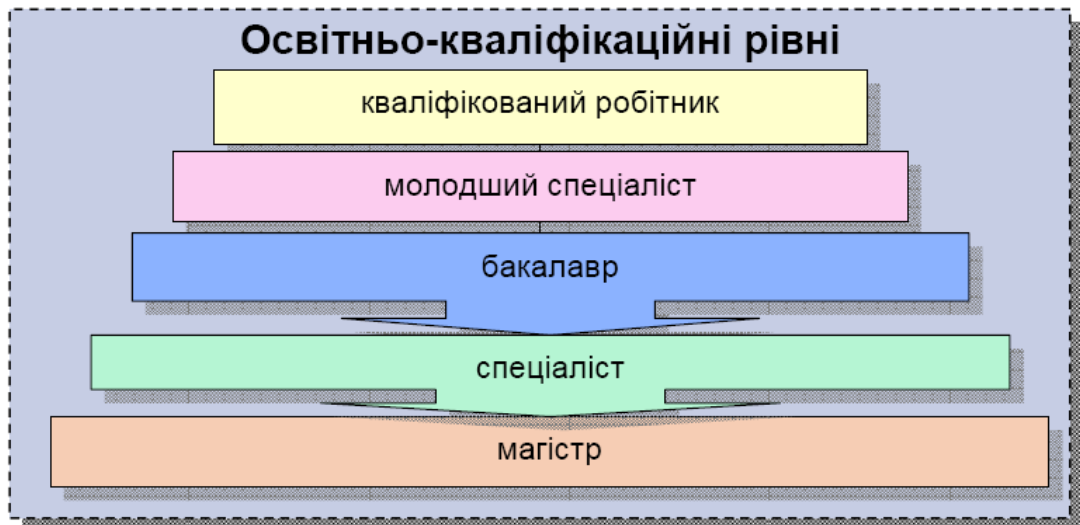 Освітньо-кваліфікаційні рівні
кваліфікований робітник
молодший спеціаліст
бакалавр
спеціаліст
магістр